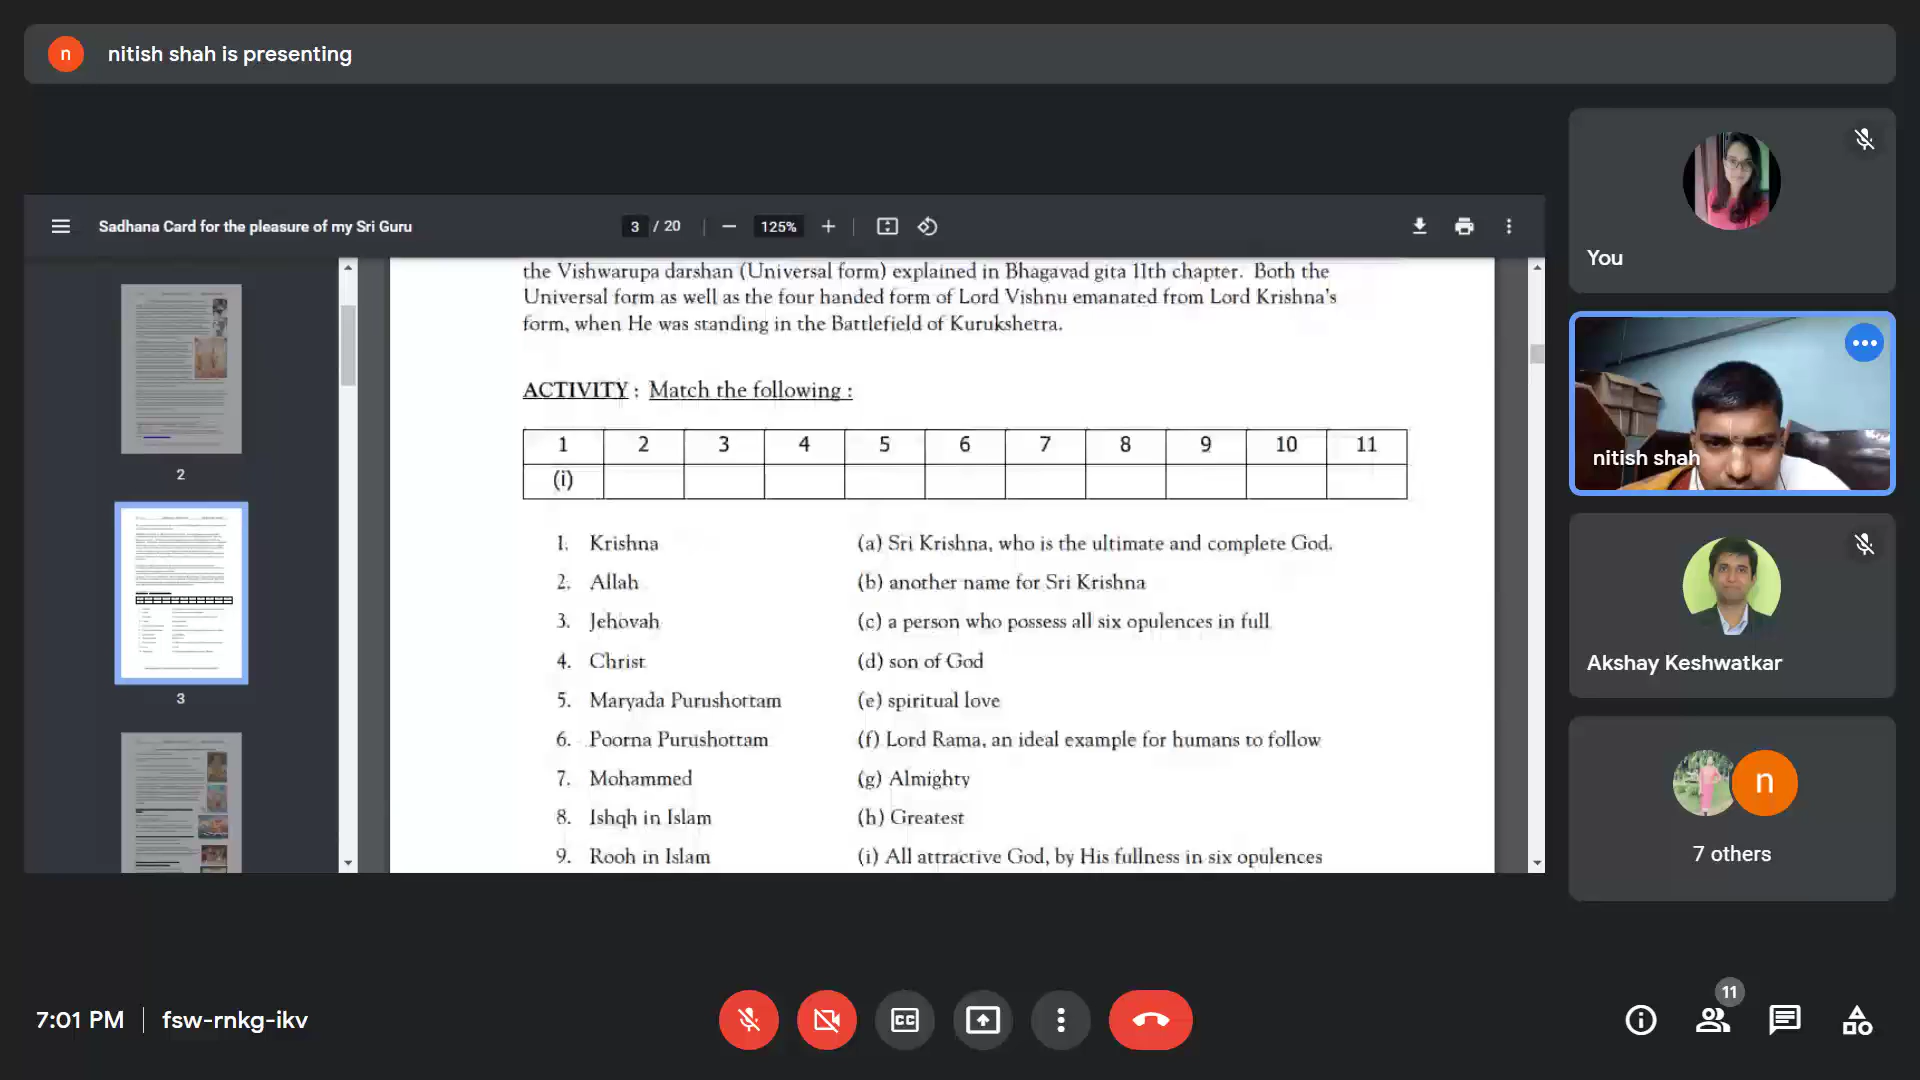 n nitish shah is presenting
Sadhana Card for the pleasure of my Sri Guru 3 / 20 125%
the Vishwarupa darshan (Universal form) explained in Bhagavad gita 11th chapter. Both the
Universal form as well as the four handed form of Lord Vishnu emanated from Lord Krishna's
form, when He was standing in the Battlefield of Kurukshetra.
ACTIVITY : Match the following :
1 2 3 4 5 6 7 8 9 10 11
(i)
1. Krishna (a) Sri Krishna, who is the ultimate and complete God.
2. Allah (b) another name for Sri Krishna
3. Jehovah (c) a person who possess all six opulences in full
4. Christ (d) son of God
5. Maryada Purushottam (e) spiritual love
6. Poorna Purushottam (f) Lord Rama, an ideal example for humans to follow
7. Mohammed (g) Almighty
8. Ishqh in Islam (h) Greatest
9. Rooh in Islam (i) All attractive God, by His fullness in six opulences
2
3
You
nitish shah
Akshay Keshwatkar
n
7 others
7:01 PM fsw-rnkg-ikv
CC
11